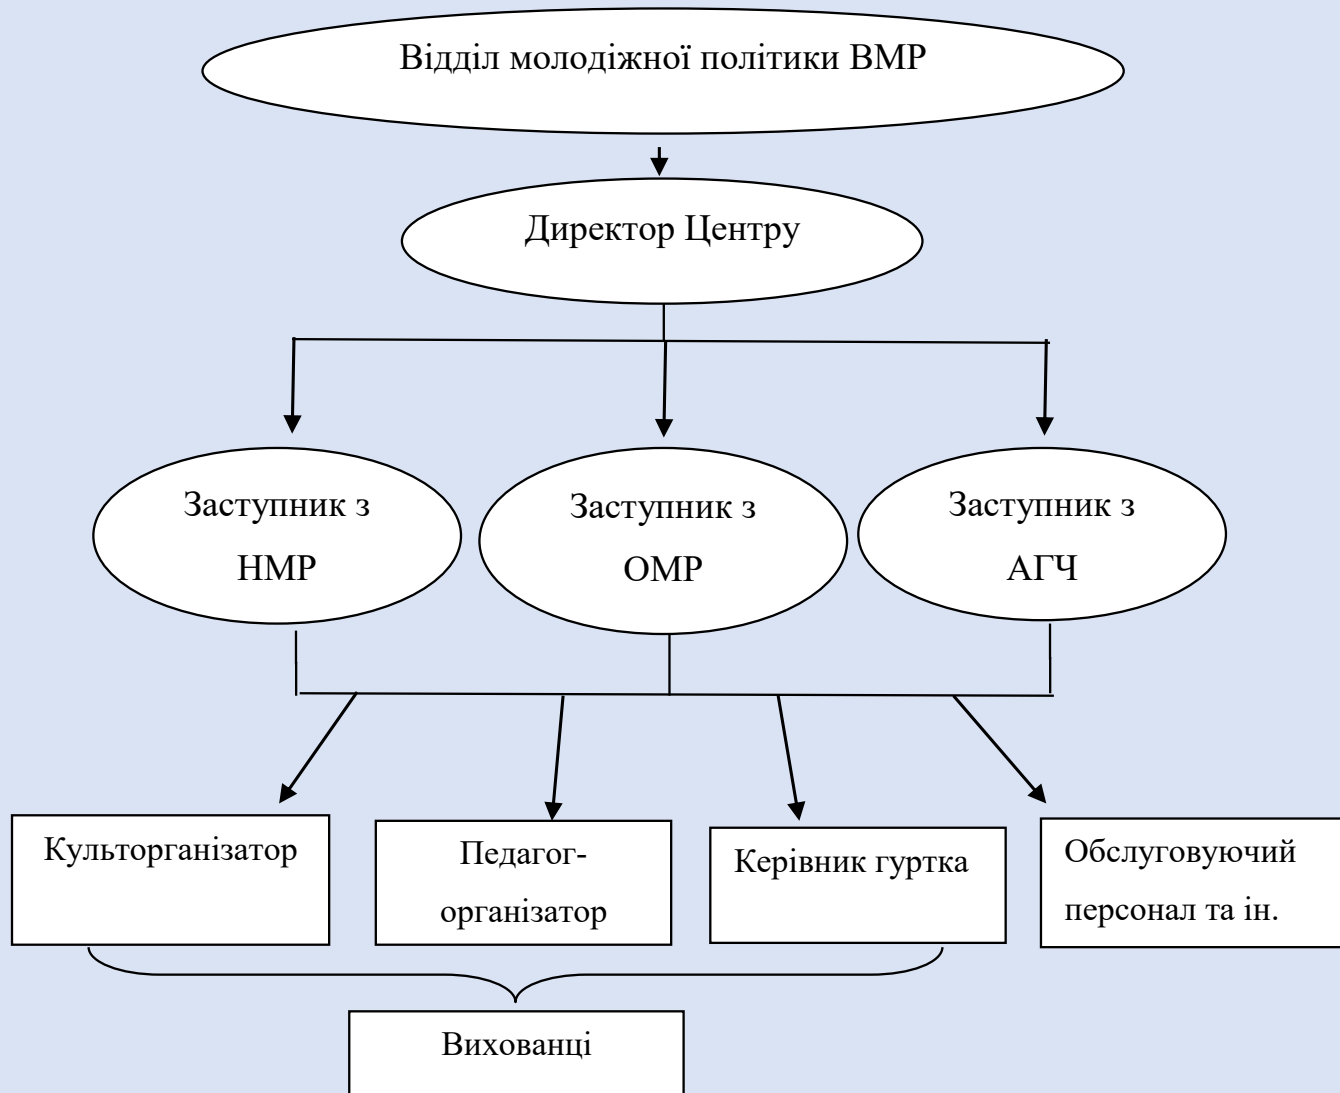 Відділ молодіжної політики ВМР
Директор Центру
Заступник з
НМР
Заступник з
ОМР
Заступник з
АГЧ
Культорганізатор
Педагог-
організатор
Керівник гуртка
Обслуговуючий
персонал та ін.
Вихованці